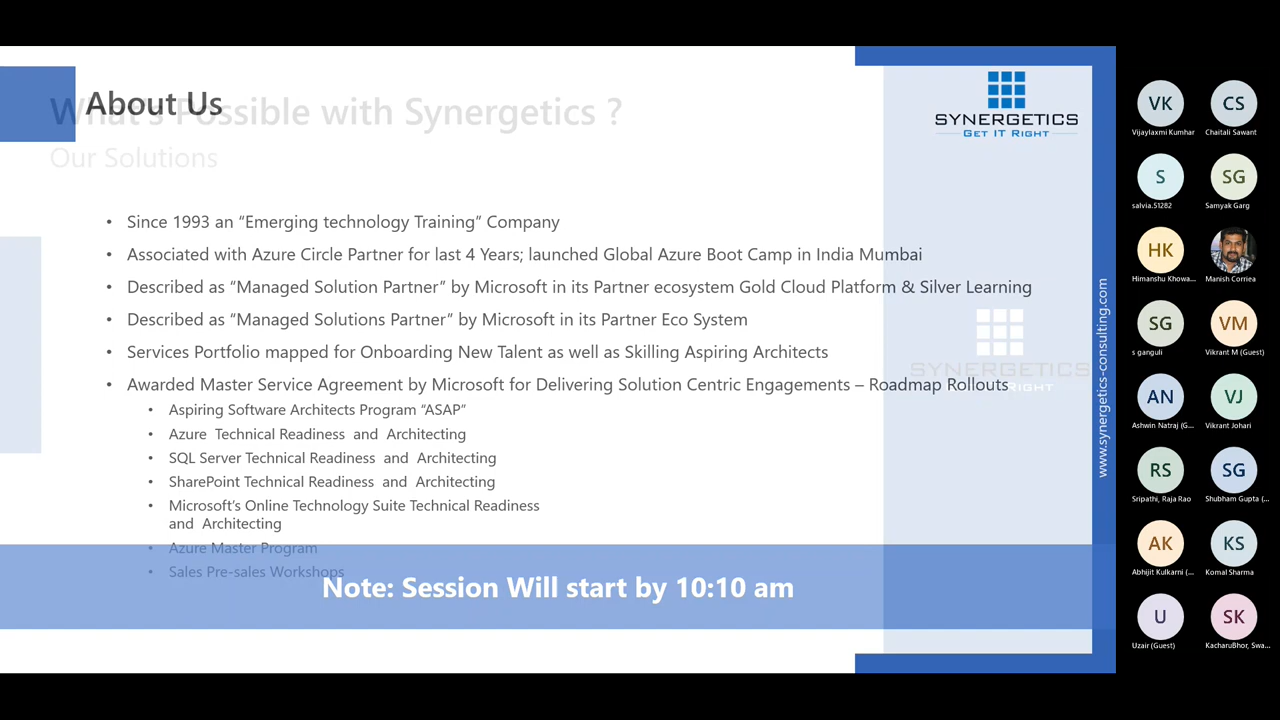 About Us
What's Possible with Synergetics ?
Our Solutions
SYNERGETICS
GET IT RIGHT
• Since 1993 an “Emerging technology Training” Company
• Associated with Azure Circle Partner for last 4 Years; launched Global Azure Boot Camp in India Mumbai
• Described as “Managed Solution Partner” by Microsoft in its Partner ecosystem Gold Cloud Platform & Silver Learning
• Described as “Managed Solutions Partner” by Microsoft in its Partner Eco System
• Services Portfolio mapped for Onboarding New Talent as well as Skilling Aspiring Architects
• Awarded Master Service Agreement by Microsoft for Delivering Solution Centric Engagements – Roadmap Rollouts
• Aspiring Software Architects Program “ASAP”
• Azure Technical Readiness and Architecting
• SQL Server Technical Readiness and Architecting
• SharePoint Technical Readiness and Architecting
• Microsoft’s Online Technology Suite Technical Readiness
and Architecting
• Azure Master Program
• Sales Pre-sales Workshops
Note: Session Will start by 10:10 am
SYNERGETICS
RIGHT
www.synergetics-consulting.com
VK
CS
Vijaylaxmi Kumhar
Chaitali Sawant
S
SG
salvia.51282
Samyak Garg
HK
Himanshu Khowa...
Manish Corriea
SG
VM
s ganguli
Vikrant M (Guest)
AN
VJ
Ashwin Natraj (G...
Vikrant Johari
RS
SG
Sripathi, Raja Rao
Shubham Gupta (...
AK
KS
Abhijit Kulkarni (...
Komal Sharma
U
SK
Uzair (Guest)
KacharuBhor, Swa...